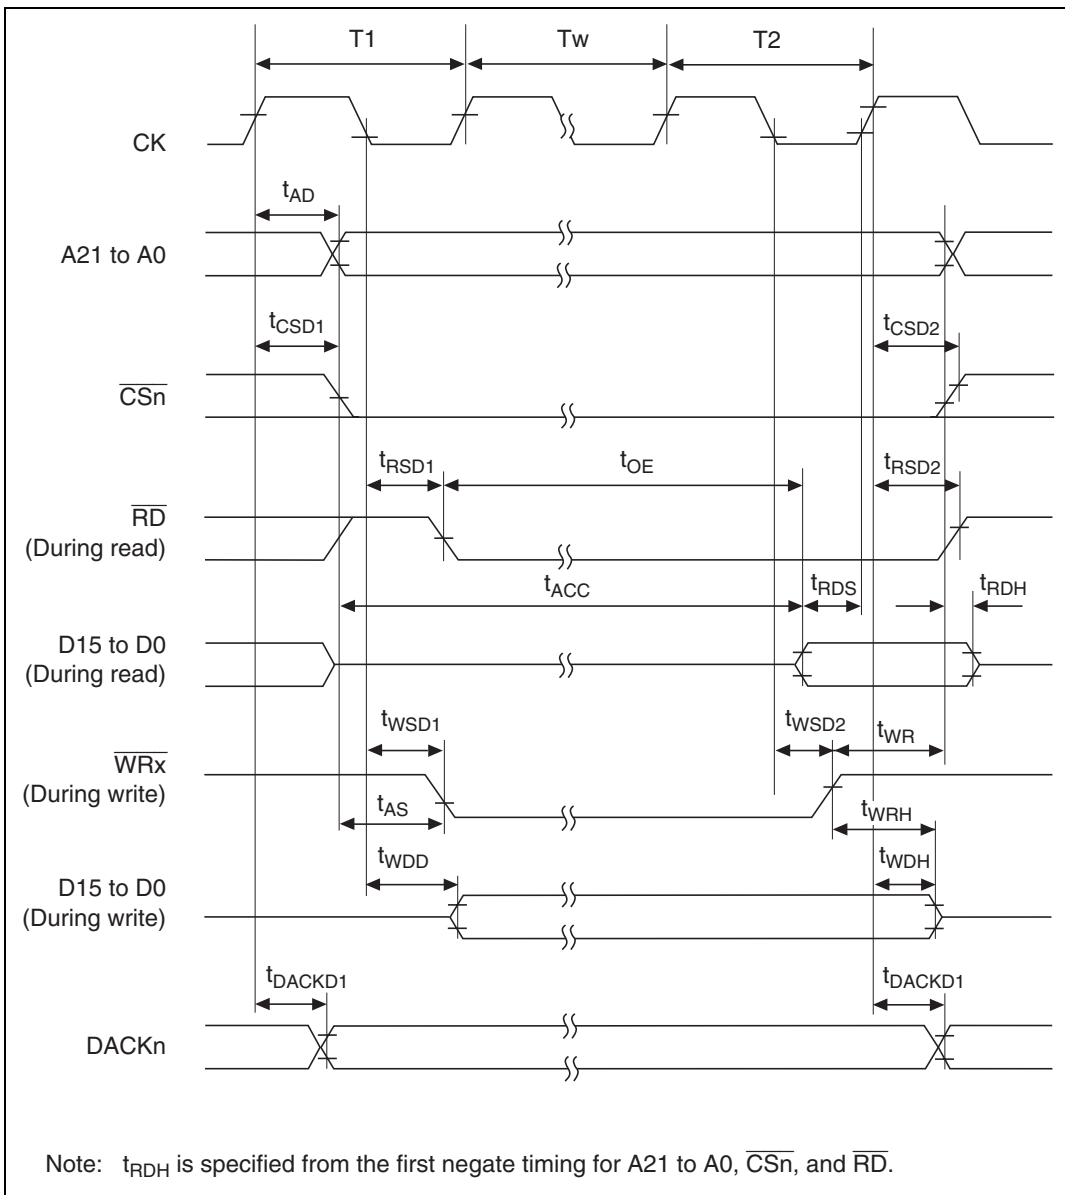 T1 Tw T2
CK
tAD
A21 to A0
tCSD1 tCSD2
CSn
tRSD1 tOE tRSD2
RD
(During read)
tACC tRDS tRDH
D15 to D0
(During read)
tWSD1 tWSD2 tWR
WRx
(During write)
tAS tWRH
tWDD tWDH
D15 to D0
(During write)
tDACKD1 tDACKD1
DACKn
Note: tRDH is specified from the first negate timing for A21 to A0, CSn, and RD.